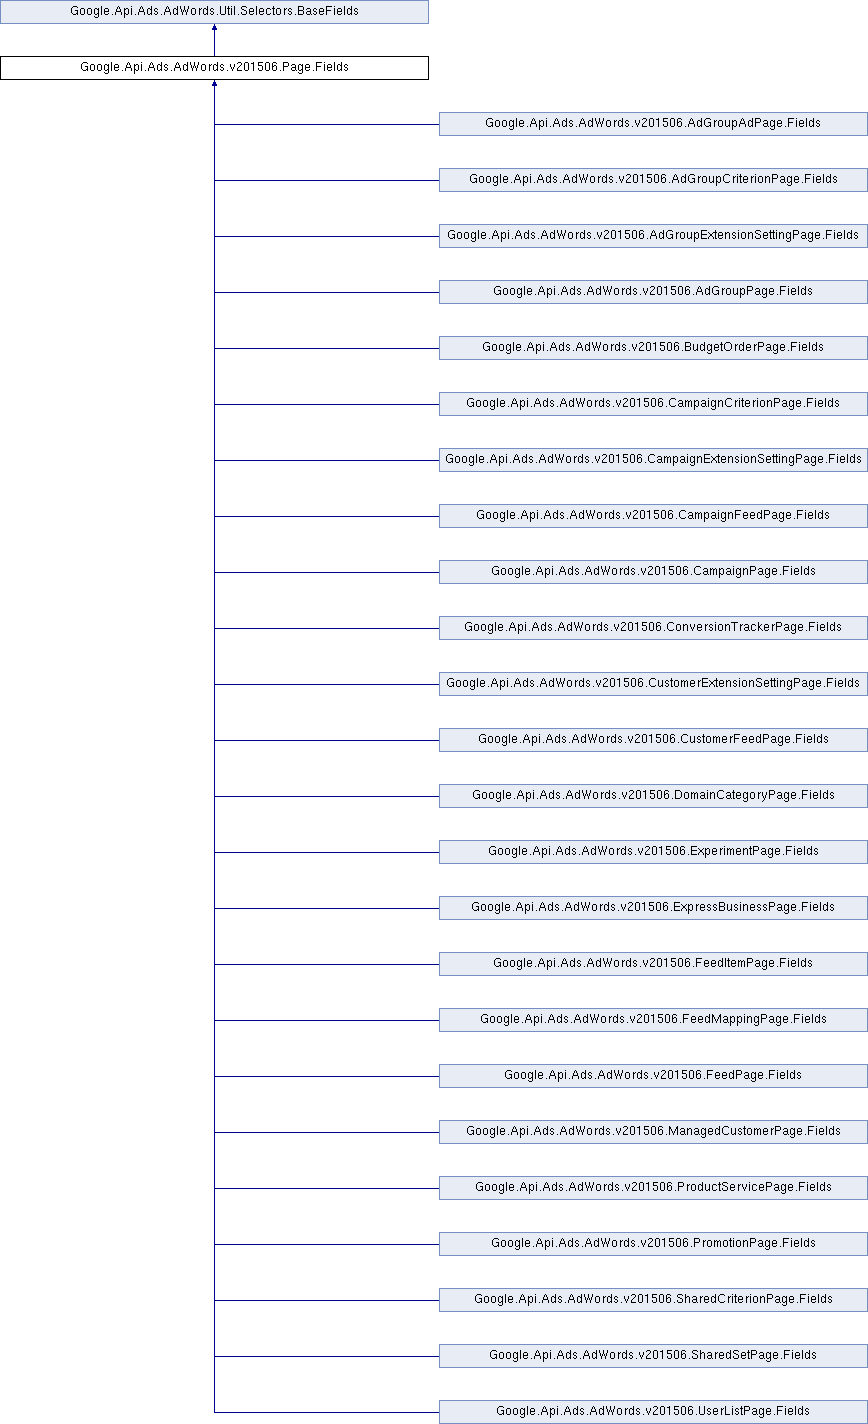 Google.Api.Ads.AdWords.Util.Selectors.BaseFields
Google.Api.Ads.AdWords.v201506.Page.Fields
Google.Api.Ads.AdWords.v201506.AdGroupAdPage.Fields
Google.Api.Ads.AdWords.v201506.AdGroupCriterionPage.Fields
Google.Api.Ads.AdWords.v201506.AdGroupExtensionSettingPage.Fields
Google.Api.Ads.AdWords.v201506.AdGroupPage.Fields
Google.Api.Ads.AdWords.v201506.BudgetOrderPage.Fields
Google.Api.Ads.AdWords.v201506.CampaignCriterionPage.Fields
Google.Api.Ads.AdWords.v201506.CampaignExtensionSettingPage.Fields
Google.Api.Ads.AdWords.v201506.CampaignFeedPage.Fields
Google.Api.Ads.AdWords.v201506.CampaignPage.Fields
Google.Api.Ads.AdWords.v201506.ConversionTrackerPage.Fields
Google.Api.Ads.AdWords.v201506.CustomerExtensionSettingPage.Fields
Google.Api.Ads.AdWords.v201506.CustomerFeedPage.Fields
Google.Api.Ads.AdWords.v201506.DomainCategoryPage.Fields
Google.Api.Ads.AdWords.v201506.ExperimentPage.Fields
Google.Api.Ads.AdWords.v201506.ExpressBusinessPage.Fields
Google.Api.Ads.AdWords.v201506.FeedItemPage.Fields
Google.Api.Ads.AdWords.v201506.FeedMappingPage.Fields
Google.Api.Ads.AdWords.v201506.FeedPage.Fields
Google.Api.Ads.AdWords.v201506.ManagedCustomerPage.Fields
Google.Api.Ads.AdWords.v201506.ProductServicePage.Fields
Google.Api.Ads.AdWords.v201506.PromotionPage.Fields
Google.Api.Ads.AdWords.v201506.SharedCriterionPage.Fields
Google.Api.Ads.AdWords.v201506.SharedSetPage.Fields
Google.Api.Ads.AdWords.v201506.UserListPage.Fields